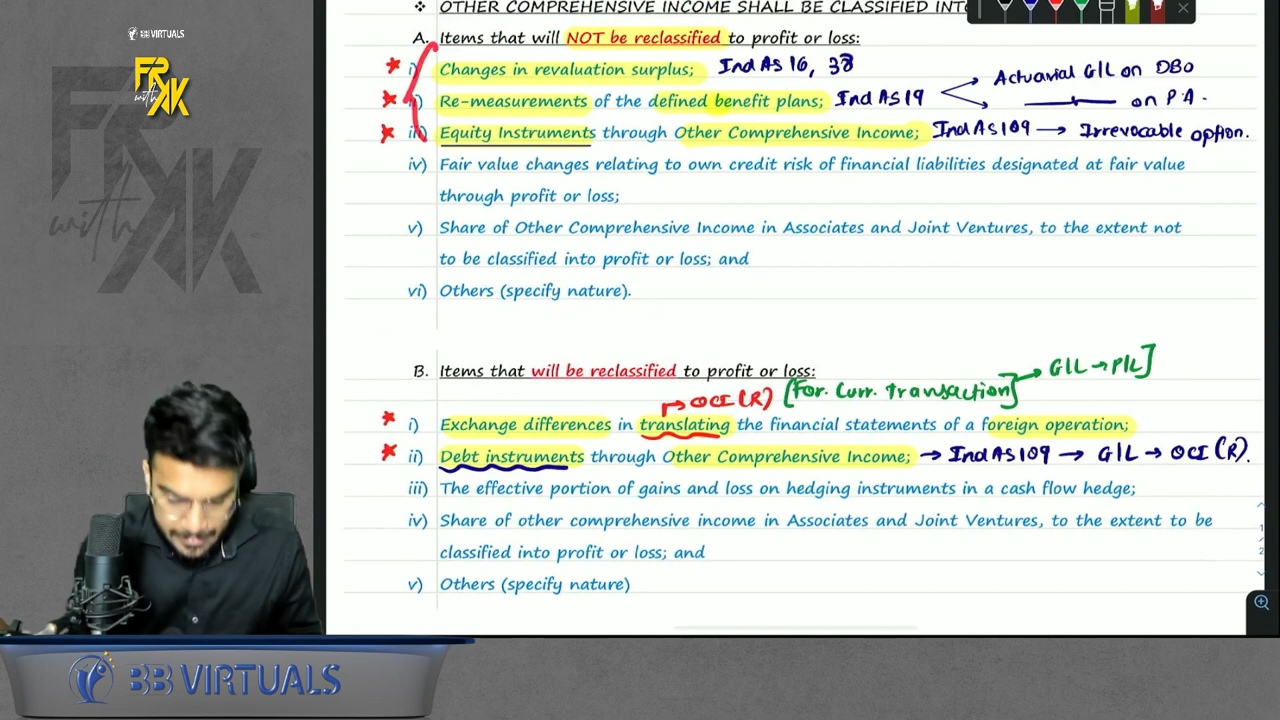 BB VIRTUALS
FR
with
AK
FR
with
AK
❖ OTHER COMPREHENSIVE INCOME SHALL BE CLASSIFIED INTO
A. Items that will NOT be reclassified to profit or loss:
i) Changes in revaluation surplus; Ind AS 16, 38
Actuarial G/L on DBO
ii) Re-measurements of the defined benefit plans; Ind AS 19
on P.A.
iii) Equity Instruments through Other Comprehensive Income; Ind AS 109 → Irrevocable option.
iv) Fair value changes relating to own credit risk of financial liabilities designated at fair value
through profit or loss;
v) Share of Other Comprehensive Income in Associates and Joint Ventures, to the extent not
to be classified into profit or loss; and
vi) Others (specify nature).
B. Items that will be reclassified to profit or loss:
→ G/L → P/L]
→ OCI (R) [For. Curr. Transaction]
i) Exchange differences in translating the financial statements of a foreign operation;
ii) Debt instruments through Other Comprehensive Income; → Ind AS 109 → G/L → OCI (R).
iii) The effective portion of gains and loss on hedging instruments in a cash flow hedge;
iv) Share of other comprehensive income in Associates and Joint Ventures, to the extent to be
classified into profit or loss; and
v) Others (specify nature)
BB VIRTUALS